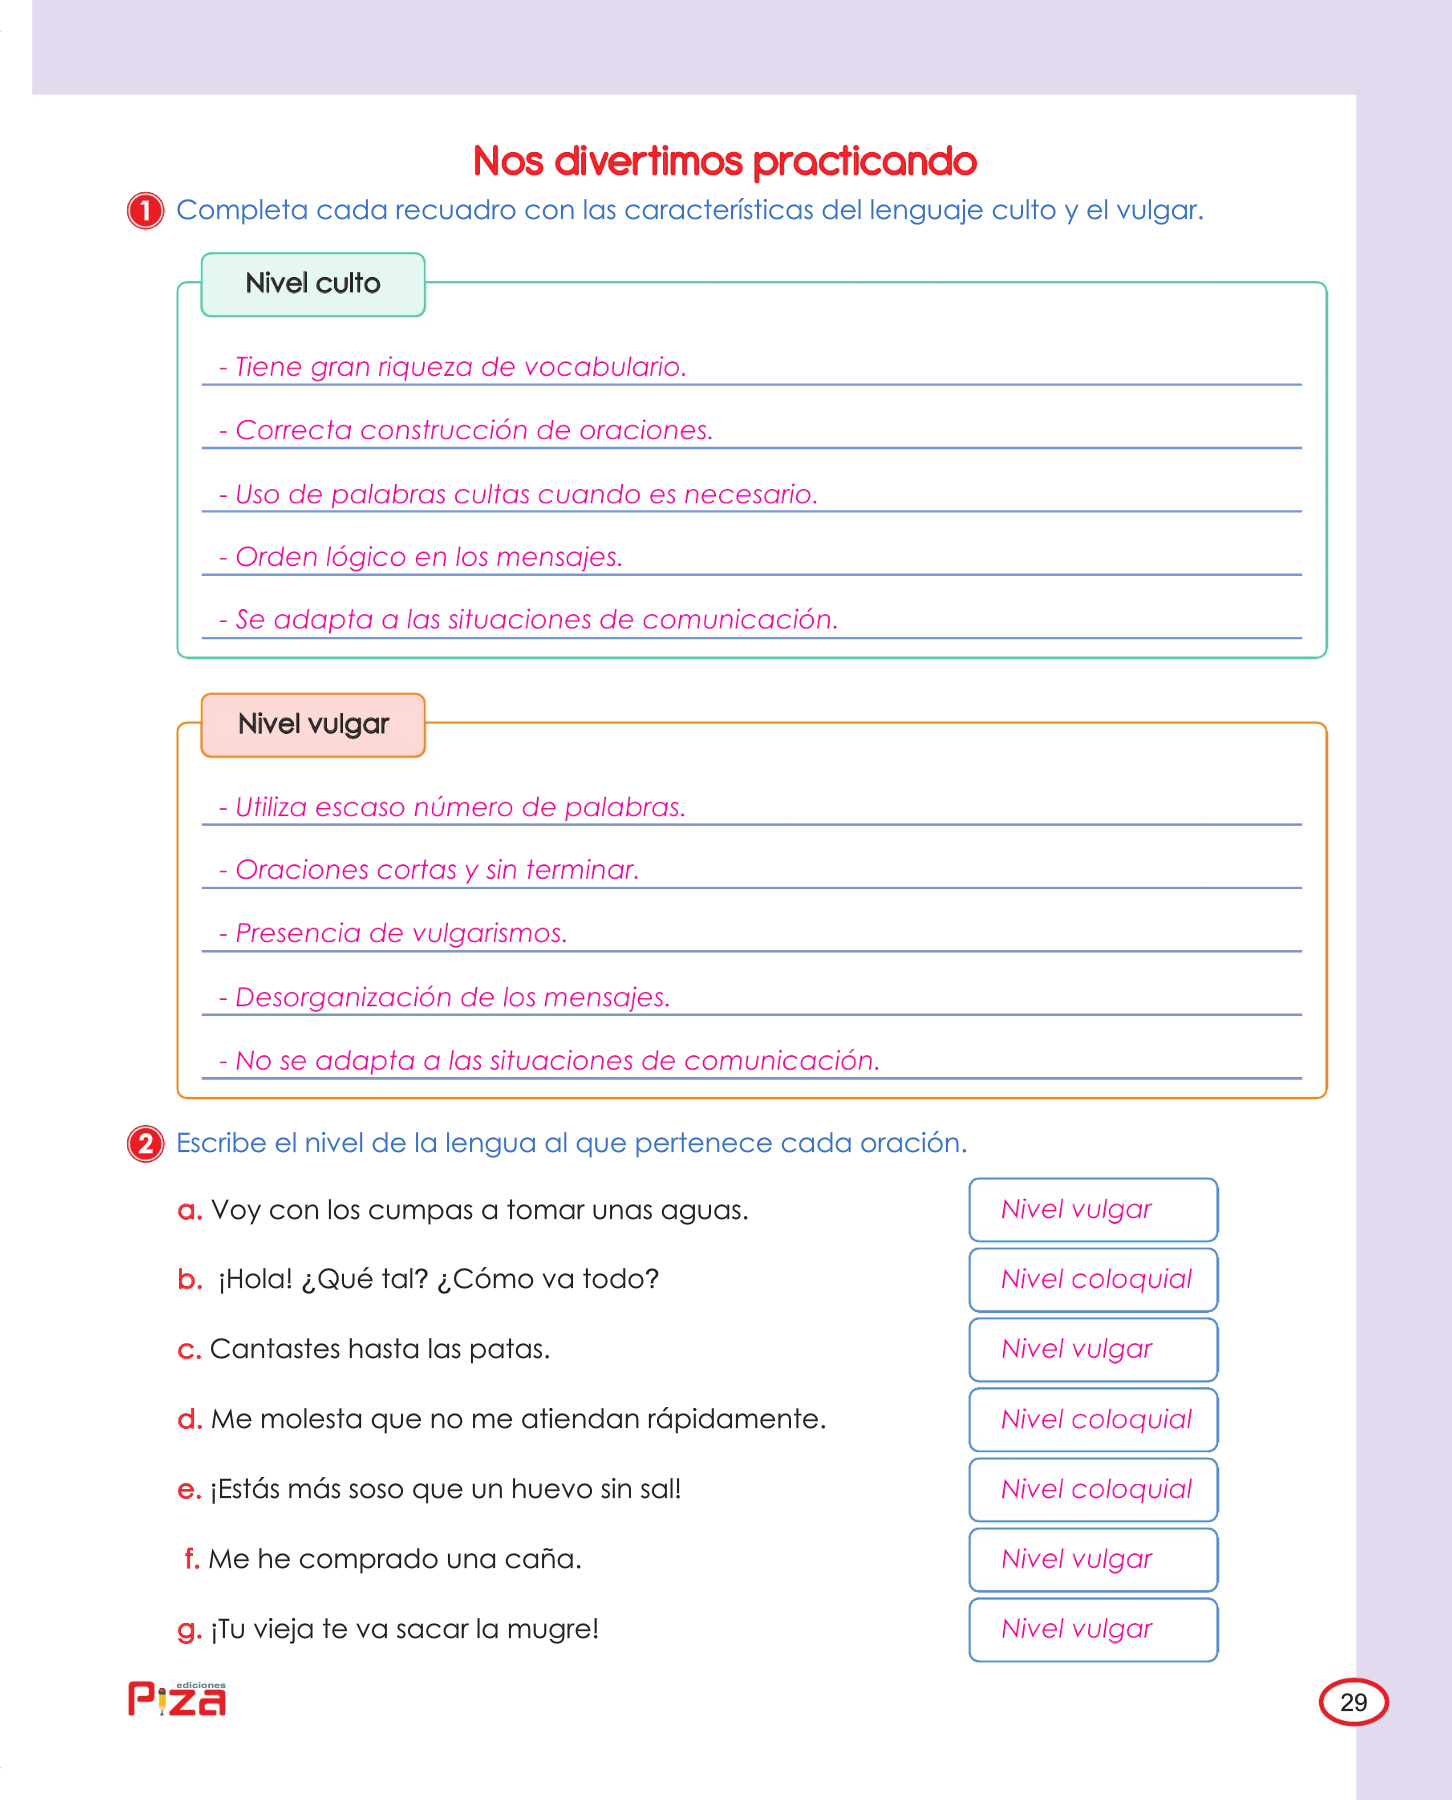 Nos divertimos practicando
1 Completa cada recuadro con las características del lenguaje culto y el vulgar.
Nivel culto
- Tiene gran riqueza de vocabulario.
- Correcta construcción de oraciones.
- Uso de palabras cultas cuando es necesario.
- Orden lógico en los mensajes.
- Se adapta a las situaciones de comunicación.
Nivel vulgar
- Utiliza escaso número de palabras.
- Oraciones cortas y sin terminar.
- Presencia de vulgarismos.
- Desorganización de los mensajes.
- No se adapta a las situaciones de comunicación.
2 Escribe el nivel de la lengua al que pertenece cada oración.
a. Voy con los cumpas a tomar unas aguas. Nivel vulgar
b. ¡Hola! ¿Qué tal? ¿Cómo va todo? Nivel coloquial
c. Cantastes hasta las patas. Nivel vulgar
d. Me molesta que no me atiendan rápidamente. Nivel coloquial
e. ¡Estás más soso que un huevo sin sal! Nivel coloquial
f. Me he comprado una caña. Nivel vulgar
g. ¡Tu vieja te va sacar la mugre! Nivel vulgar
ediciones
Piza
29